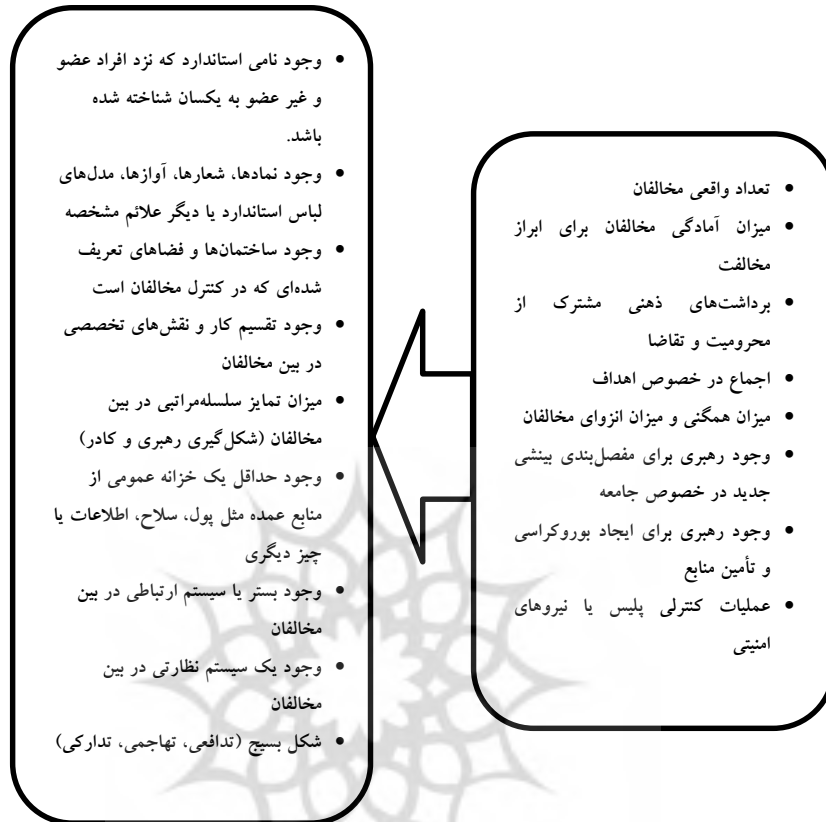 • تعداد واقعی مخالفان
• میزان آمادگی مخالفان برای ابراز
مخالفت
• برداشت‌های ذهنی مشترک از
محرومیت و تقاضا
• اجماع در خصوص اهداف
• میزان همگنی و میزان انزوای مخالفان
• وجود رهبری برای مفصل‌بندی بینشی
جدید در خصوص جامعه
• وجود رهبری برای ایجاد بوروکراسی
و تأمین منابع
• عملیات کنترلی پلیس یا نیروهای
امنیتی
• وجود نامی استاندارد که نزد افراد عضو
و غیر عضو به یکسان شناخته شده
باشد.
• وجود نمادها، شعارها، آوازها، مدل‌های
لباس استاندارد یا دیگر علائم مشخصه
• وجود ساختمان‌ها و فضاهای تعریف
شده‌ای که در کنترل مخالفان است
• وجود تقسیم کار و نقش‌های تخصصی
در بین مخالفان
• میزان تمایز سلسله‌مراتبی در بین
مخالفان (شکل‌گیری رهبری و کادر)
• وجود حداقل یک خزانه عمومی از
منابع عمده مثل پول، سلاح، اطلاعات یا
چیز دیگری
• وجود بستر یا سیستم ارتباطی در بین
مخالفان
• وجود یک سیستم نظارتی در بین
مخالفان
• شکل بسیج (تدافعی، تهاجمی، تدارکی)